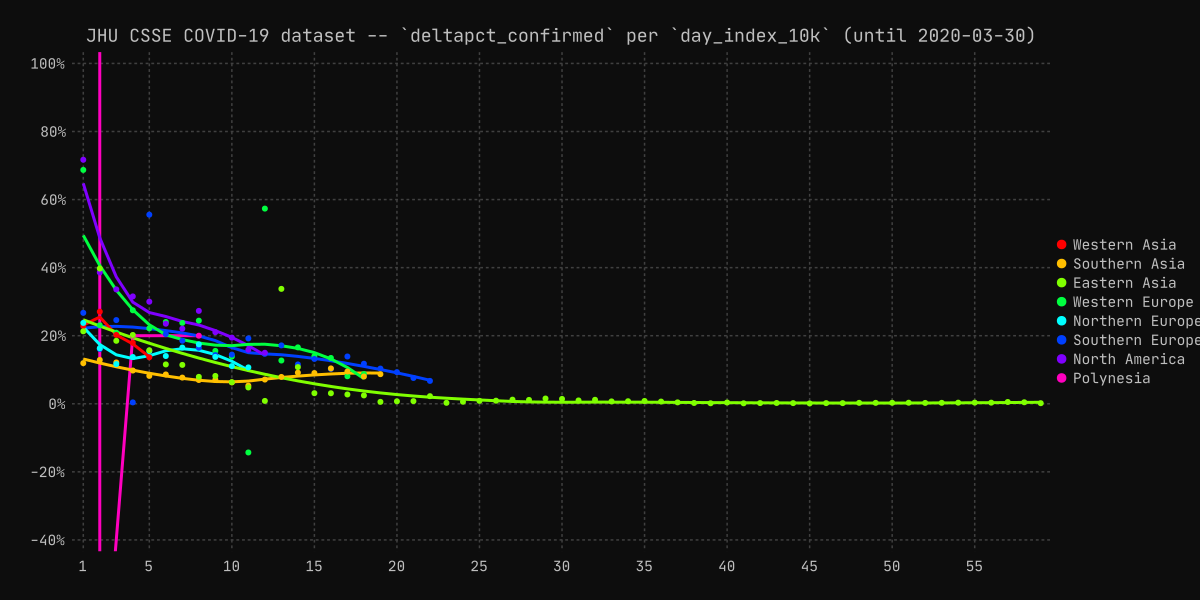 JHU CSSE COVID-19 dataset -- `deltapct_confirmed` per `day_index_10k` (until 2020-03-30)
100%
80%
60%
40%
20%
0%
-20%
-40%
1 5 10 15 20 25 30 35 40 45 50 55
Western Asia
Southern Asia
Eastern Asia
Western Europe
Northern Europe
Southern Europe
North America
Polynesia